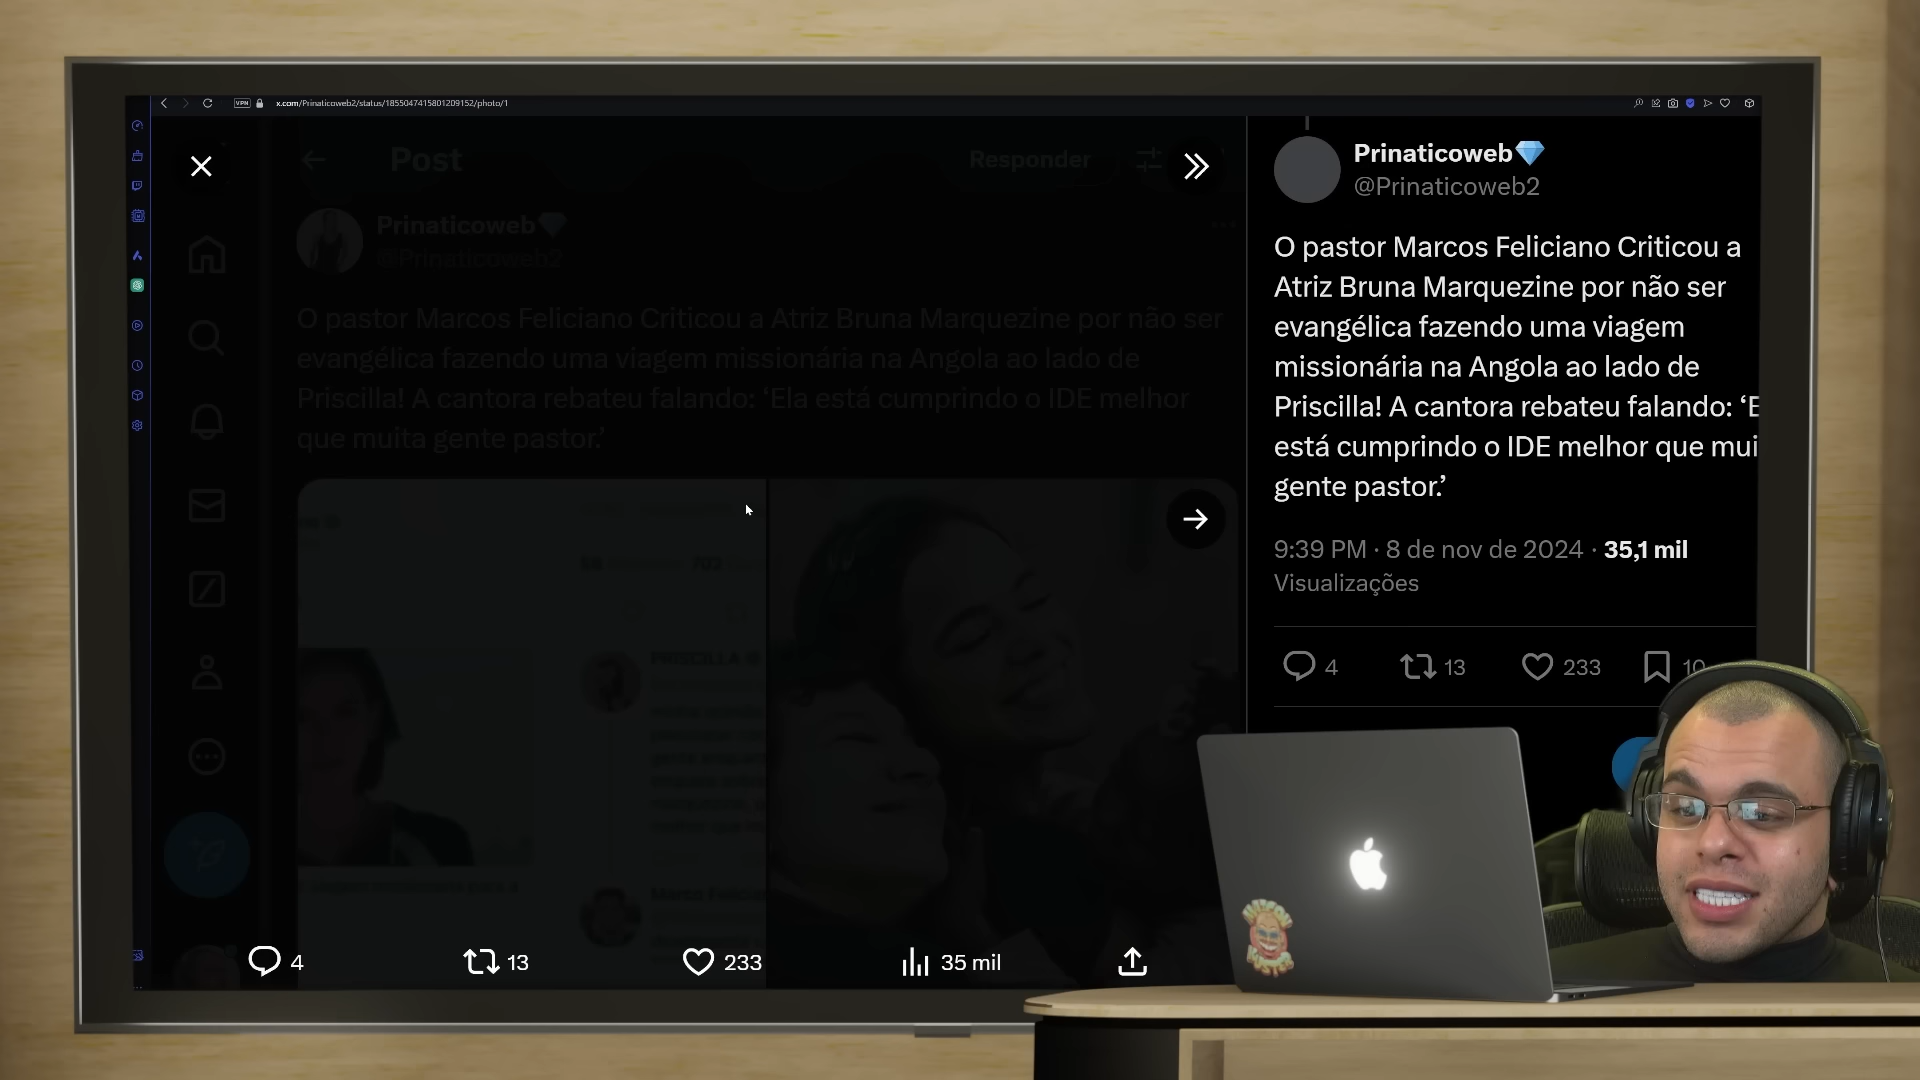 VPN
x.com/Prinaticoweb2/status/1855047415801209152/photo/1
Post
Responder
Prinaticoweb
@Prinaticoweb2
O pastor Marcos Feliciano Criticou a Atriz Bruna Marquezine por não ser
evangélica fazendo uma viagem missionária na Angola ao lado de
Priscilla! A cantora rebateu falando: ‘Ela está cumprindo o IDE melhor
que muita gente pastor.’
702
PRISCILLA
4
13
233
35 mil
Prinaticoweb
@Prinaticoweb2
O pastor Marcos Feliciano Criticou a
Atriz Bruna Marquezine por não ser
evangélica fazendo uma viagem
missionária na Angola ao lado de
Priscilla! A cantora rebateu falando: ‘E
está cumprindo o IDE melhor que mui
gente pastor.’
9:39 PM · 8 de nov de 2024 · 35,1 mil
Visualizações
4
13
233
10